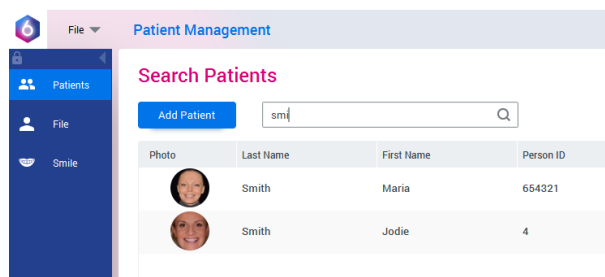 6 File Patient Management
Search Patients
Patients
Add Patient smi
File
Photo Last Name First Name Person ID
Smile
Smith Maria 654321
Smith Jodie 4